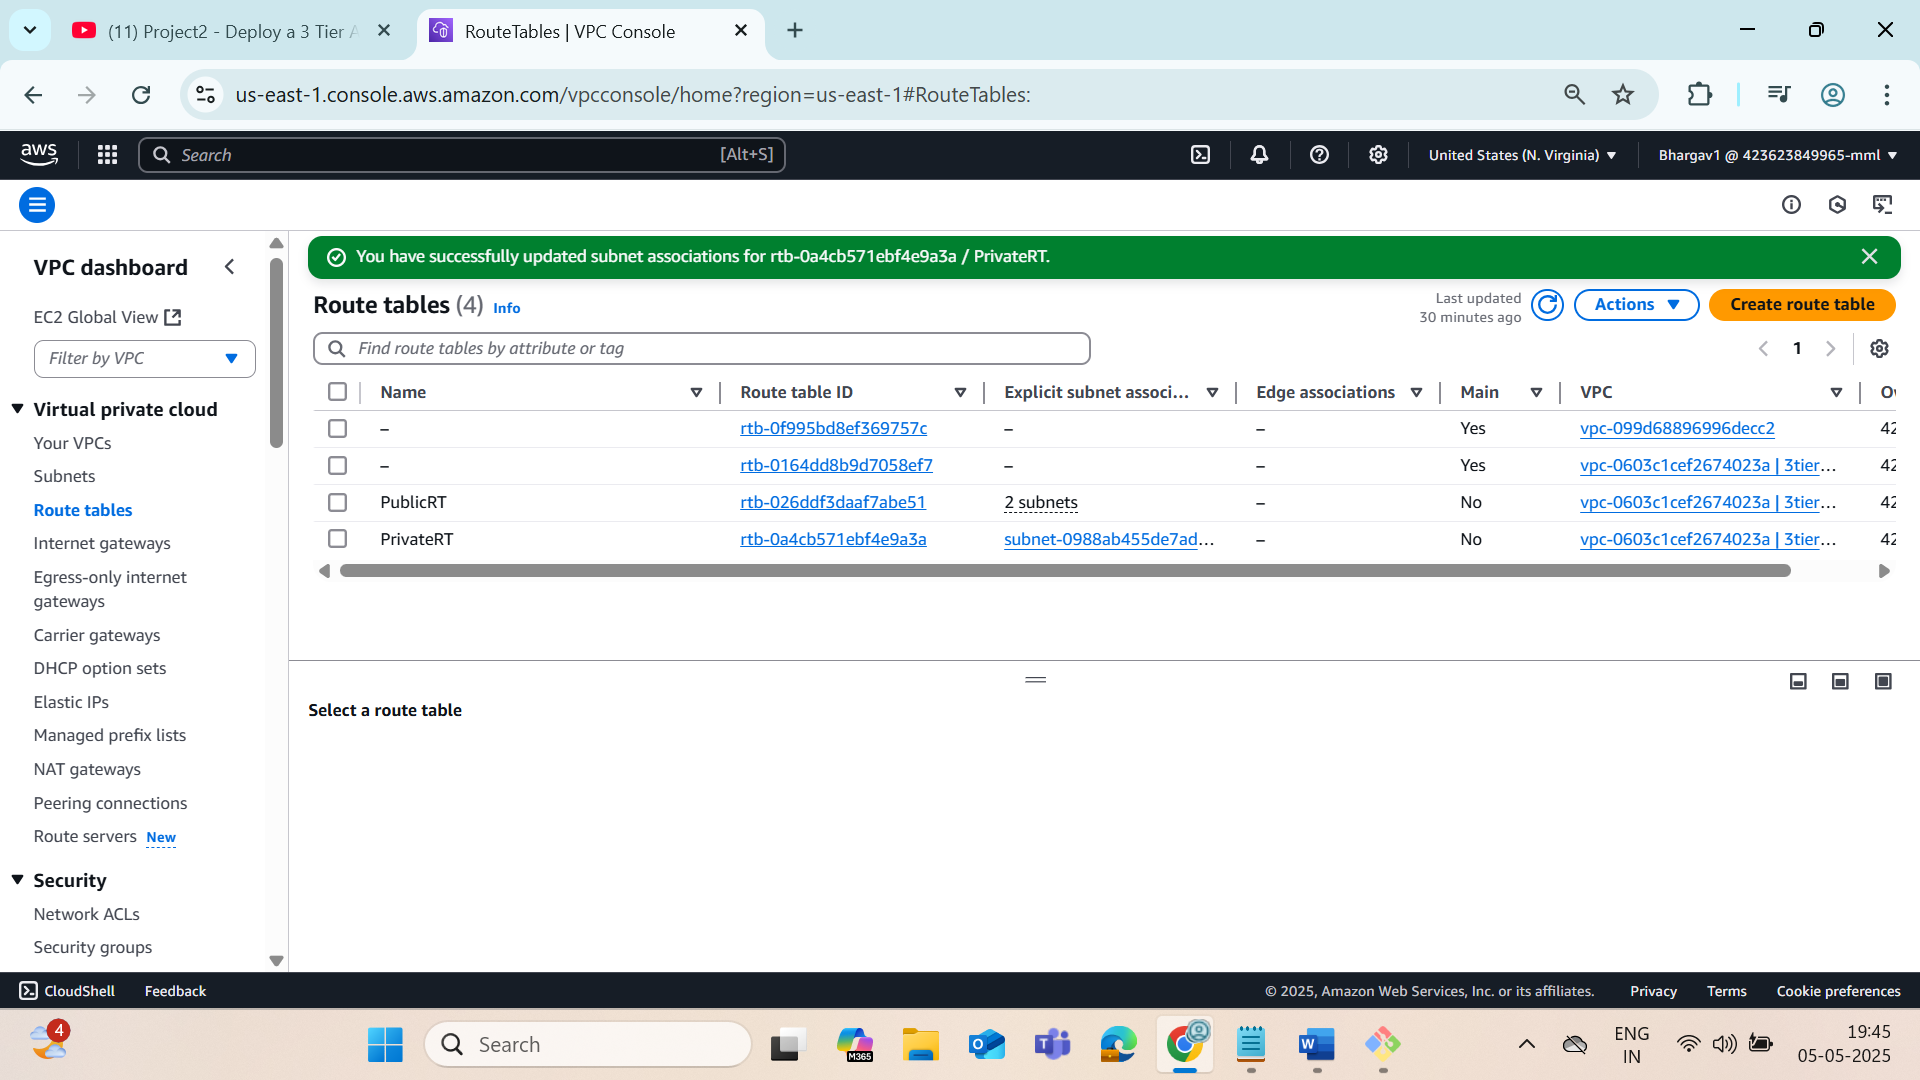 (11) Project2 - Deploy a 3 Tier A
RouteTables | VPC Console
us-east-1.console.aws.amazon.com/vpcconsole/home?region=us-east-1#RouteTables:
aws
Search
[Alt+S]
United States (N. Virginia)
Bhargav1 @ 423623849965-mml
VPC dashboard
EC2 Global View
Filter by VPC
Virtual private cloud
Your VPCs
Subnets
Route tables
Internet gateways
Egress-only internet
gateways
Carrier gateways
DHCP option sets
Elastic IPs
Managed prefix lists
NAT gateways
Peering connections
Route servers New
Security
Network ACLs
Security groups
You have successfully updated subnet associations for rtb-0a4cb571ebf4e9a3a / PrivateRT.
Route tables (4) Info
Last updated
30 minutes ago
Actions
Create route table
Find route tables by attribute or tag
1
Name Route table ID Explicit subnet associ... Edge associations Main VPC Ov
– rtb-0f995bd8ef369757c – – Yes vpc-099d68896996decc2 42
– rtb-0164dd8b9d7058ef7 – – Yes vpc-0603c1cef2674023a | 3tier... 42
PublicRT rtb-026ddf3daaf7abe51 2 subnets – No vpc-0603c1cef2674023a | 3tier... 42
PrivateRT rtb-0a4cb571ebf4e9a3a subnet-0988ab455de7ad... – No vpc-0603c1cef2674023a | 3tier... 42
Select a route table
CloudShell
Feedback
© 2025, Amazon Web Services, Inc. or its affiliates.
Privacy
Terms
Cookie preferences
4
Search
M365
ENG
IN
19:45
05-05-2025